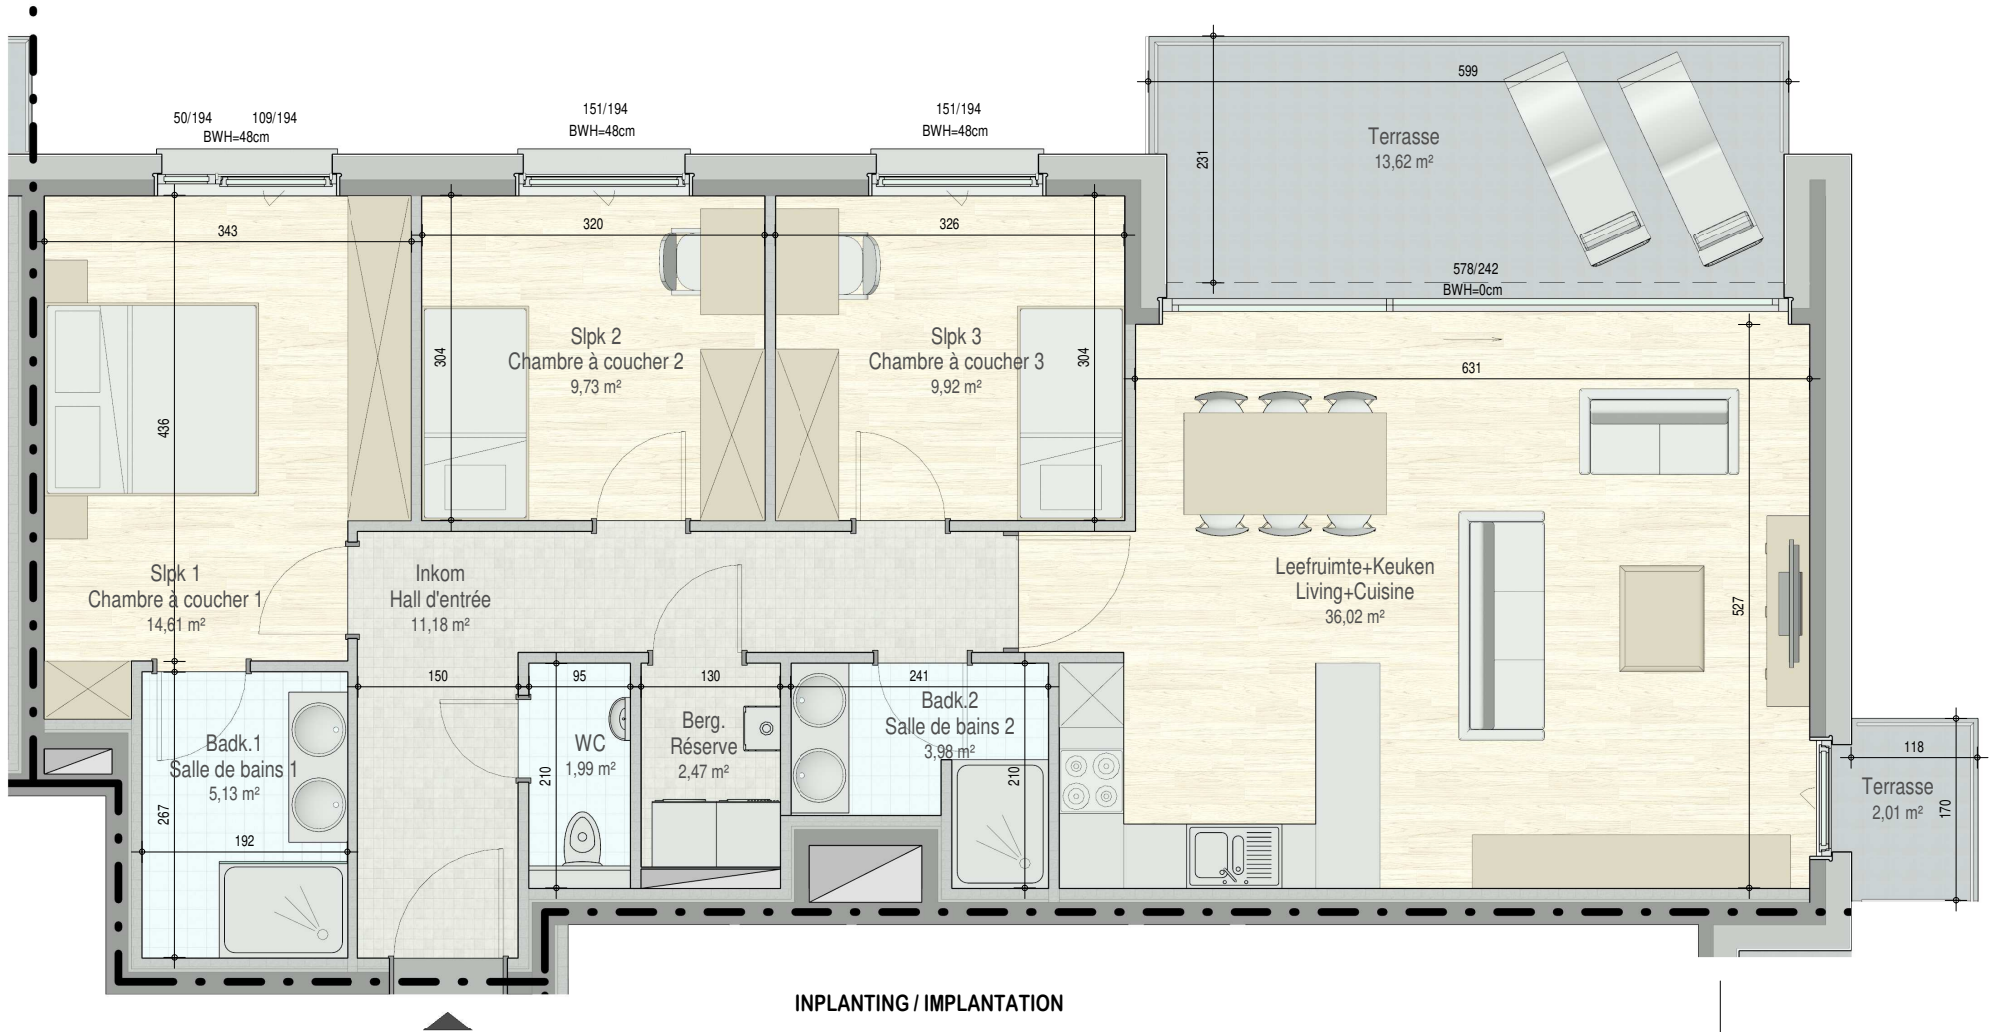 599
231
Terrasse
13,62 m²
578/242
BWH=0cm
50/194
109/194
BWH=48cm
151/194
BWH=48cm
151/194
BWH=48cm
343
436
Slpk 1
Chambre à coucher 1
14,61 m²
320
304
Slpk 2
Chambre à coucher 2
9,73 m²
326
304
Slpk 3
Chambre à coucher 3
9,92 m²
631
527
Leefruimte+Keuken
Living+Cuisine
36,02 m²
Inkom
Hall d'entrée
11,18 m²
150
95
130
241
Badk.1
Salle de bains 1
5,13 m²
267
192
WC
1,99 m²
210
Berg.
Réserve
2,47 m²
Badk.2
Salle de bains 2
3,98 m²
210
118
Terrasse
2,01 m²
170
INPLANTING / IMPLANTATION